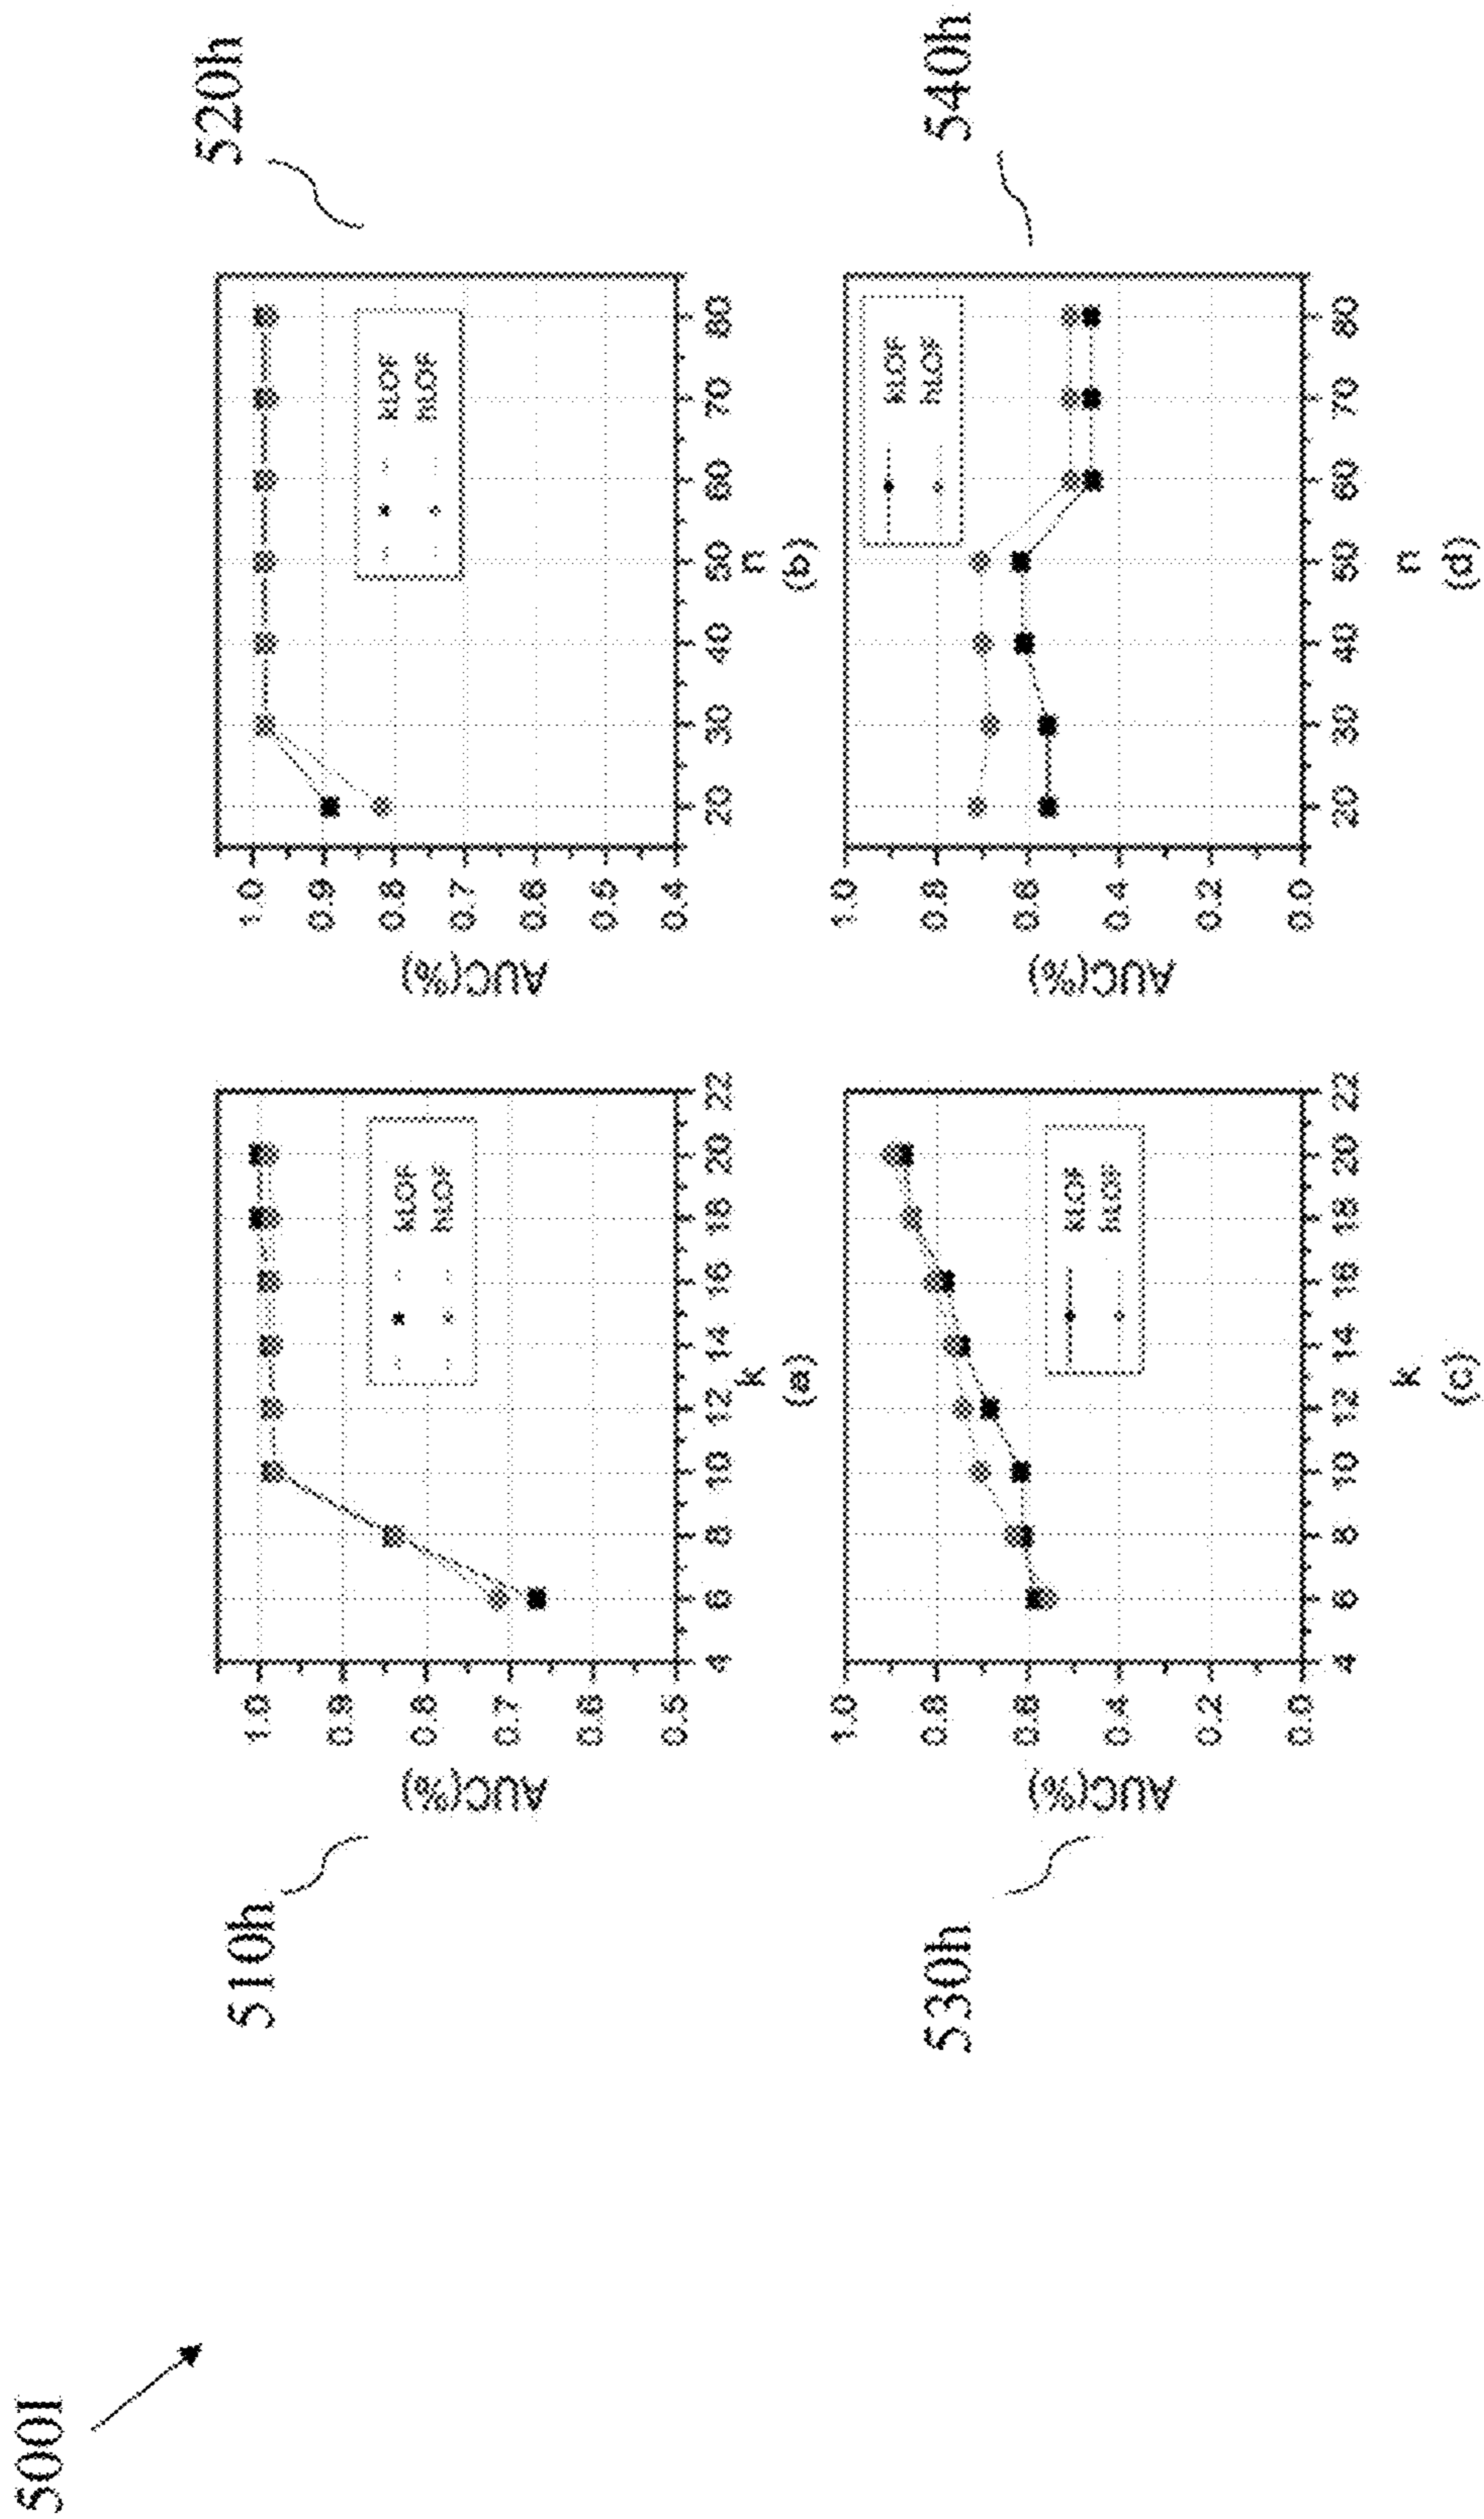 500I
510h
AUC(%)
1.0
0.9
0.8
0.7
0.6
0.5
kLOF
hLOF
4 6 8 10 12 14 16 18 20 22
k
(a)
520h
AUC(%)
1.0
0.9
0.8
0.7
0.6
0.5
0.4
kLOF
hLOF
20 30 40 50 60 70 80
n
(b)
530h
AUC(%)
1.0
0.8
0.6
0.4
0.2
0.0
kLOF
hLOF
4 6 8 10 12 14 16 18 20 22
k
(c)
540h
AUC(%)
1.0
0.8
0.6
0.4
0.2
0.0
kLOF
hLOF
20 30 40 50 60 70 80
n
(d)